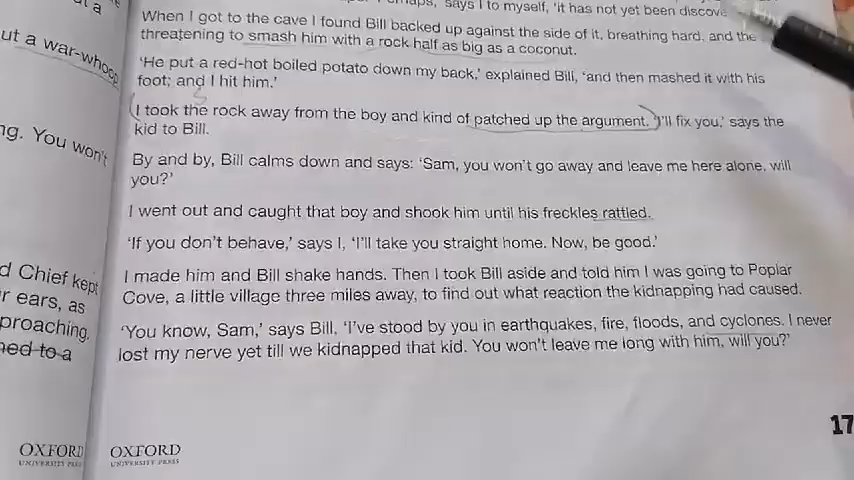 ut a
says I to myself, 'it has not yet been discove
When I got to the cave I found Bill backed up against the side of it, breathing hard, and the
threatening to smash him with a rock half as big as a coconut.
ut a war-whoop
'He put a red-hot boiled potato down my back,' explained Bill, 'and then mashed it with his
foot; and I hit him.'
I took the rock away from the boy and kind of patched up the argument. 'I'll fix you,' says the
kid to Bill.
ng. You won't
By and by, Bill calms down and says: 'Sam, you won't go away and leave me here alone, will
you?'
I went out and caught that boy and shook him until his freckles rattled.
'If you don't behave,' says I, 'I'll take you straight home. Now, be good.'
d Chief kept
r ears, as
proaching.
ned to a
I made him and Bill shake hands. Then I took Bill aside and told him I was going to Poplar
Cove, a little village three miles away, to find out what reaction the kidnapping had caused.
'You know, Sam,' says Bill, 'I've stood by you in earthquakes, fire, floods, and cyclones. I never
lost my nerve yet till we kidnapped that kid. You won't leave me long with him, will you?'
17
OXFORD
UNIVERSITY PRESS
OXFORD
UNIVERSITY PRESS